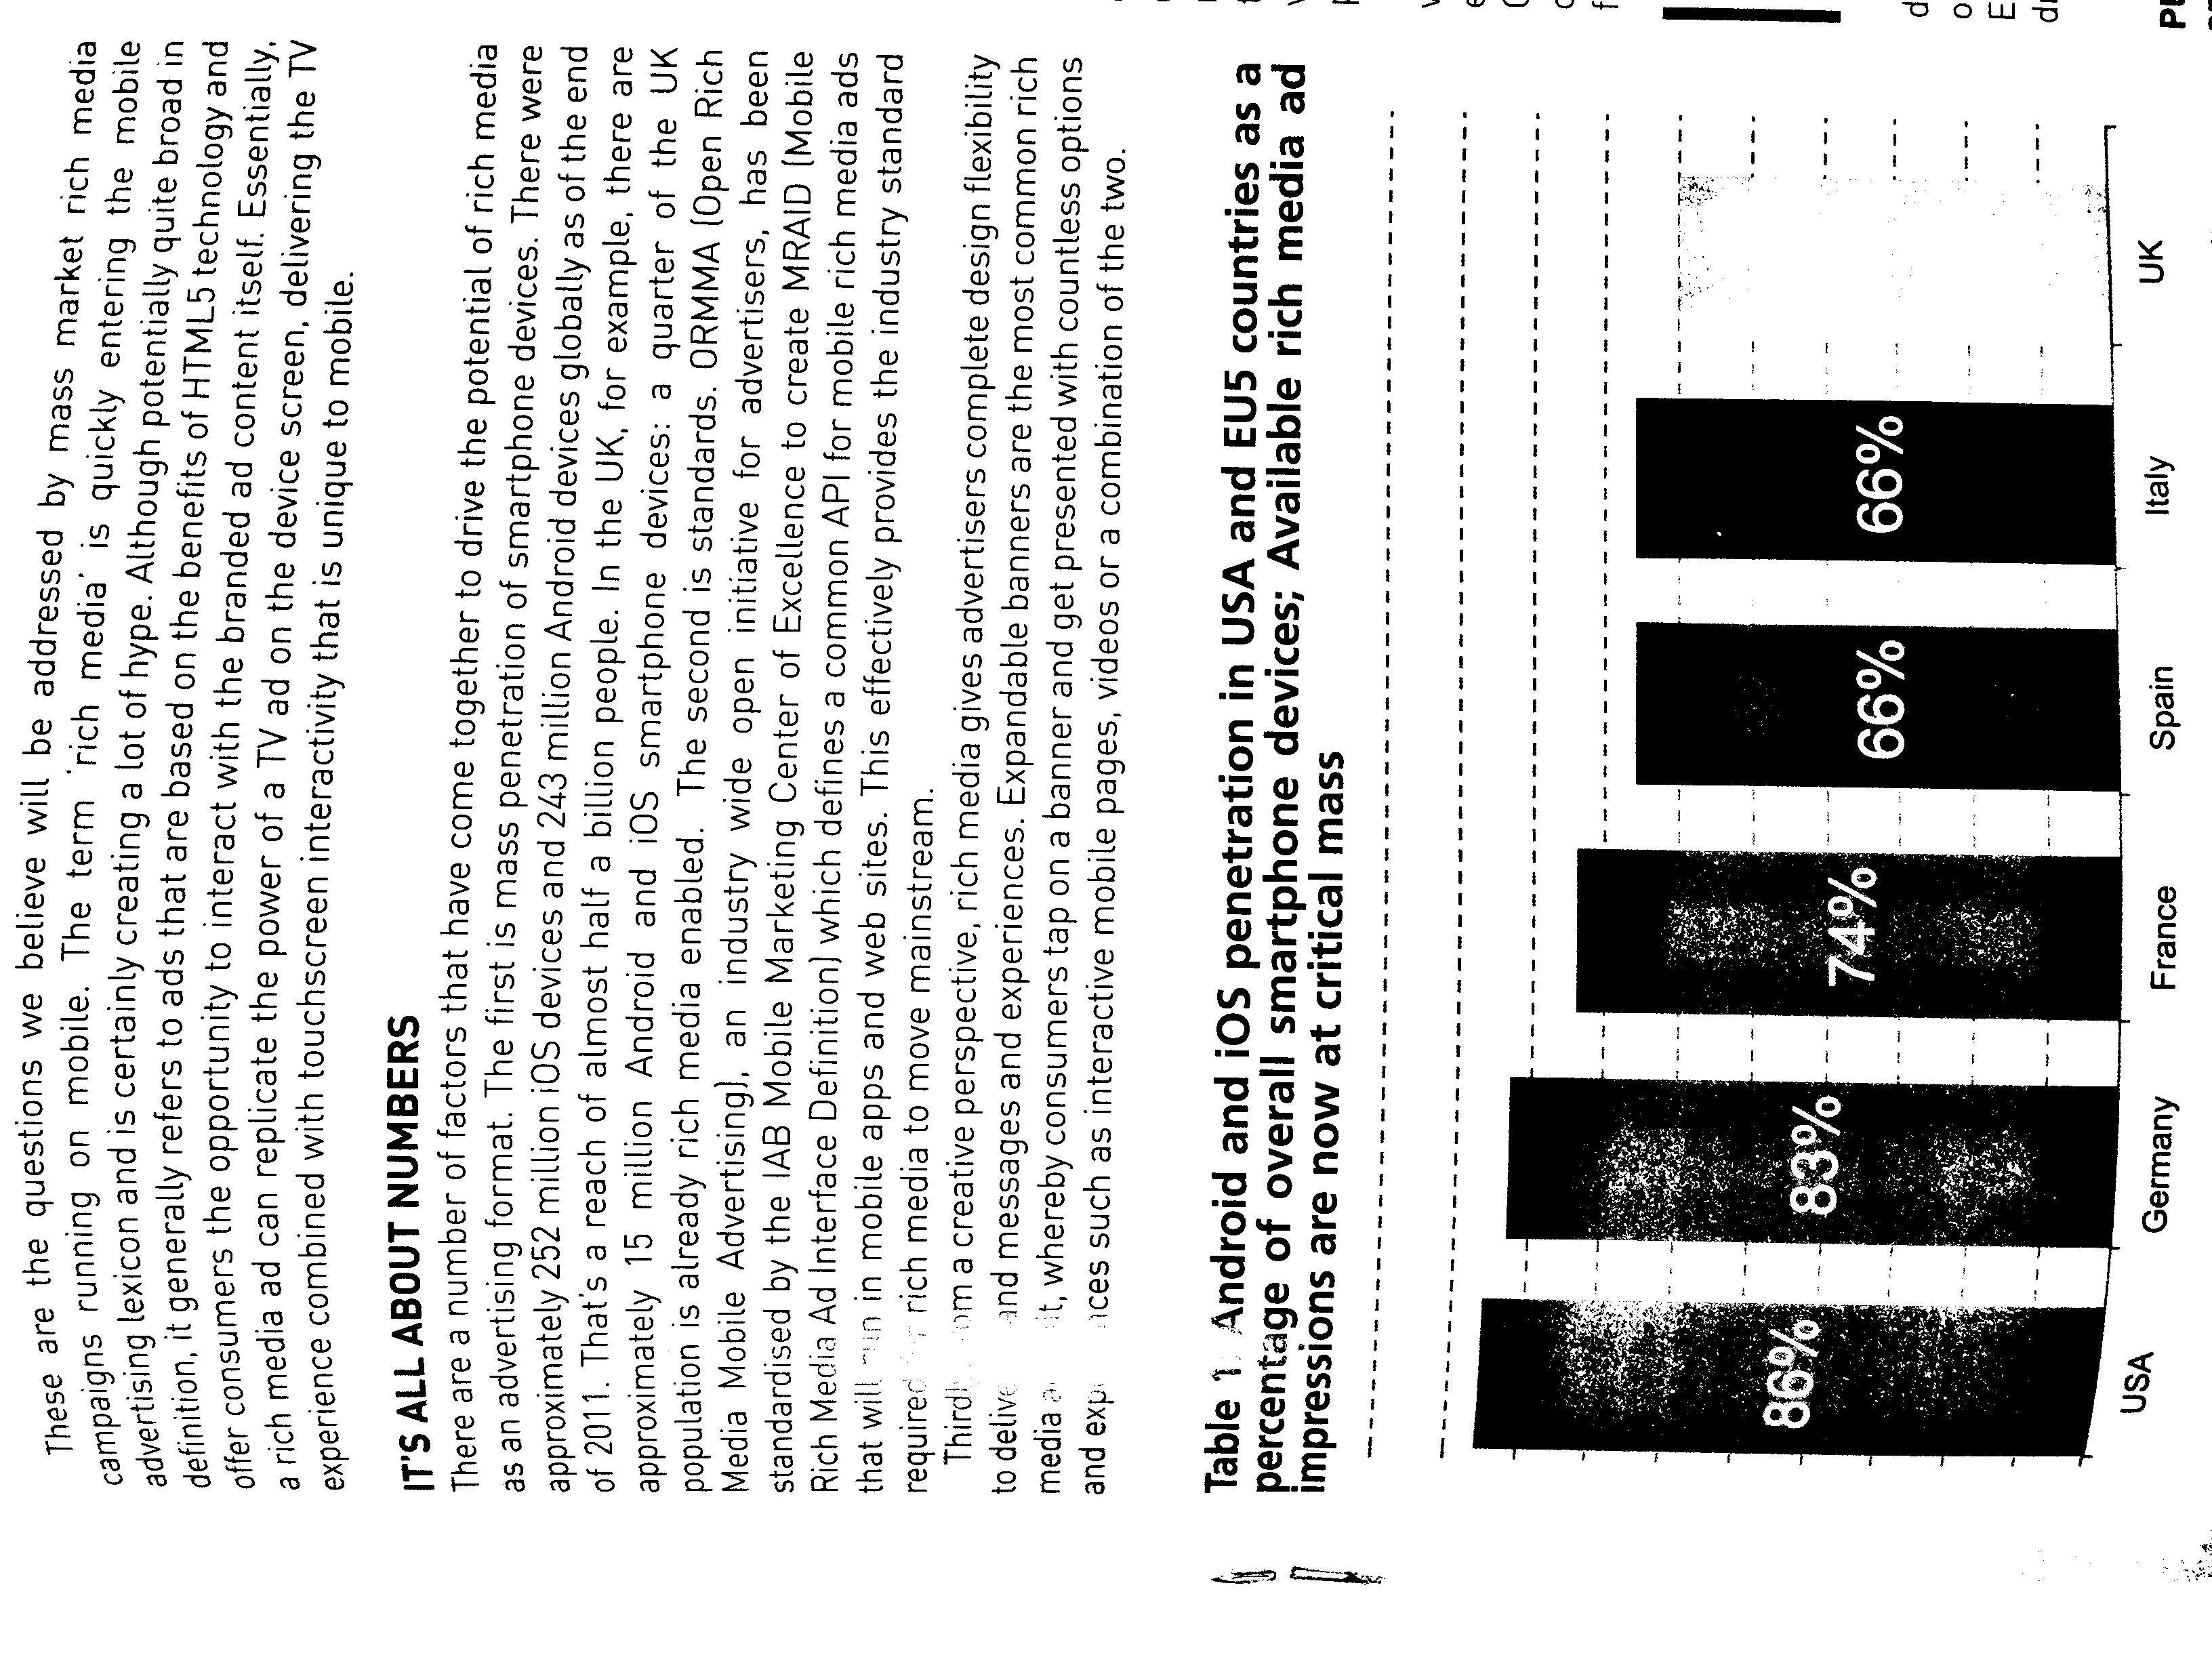 These are the questions we believe will be addressed by mass market rich media
campaigns running on mobile. The term 'rich media' is quickly entering the mobile
advertising lexicon and is certainly creating a lot of hype. Although potentially quite broad in
definition, it generally refers to ads that are based on the benefits of HTML5 technology and
offer consumers the opportunity to interact with the branded ad content itself. Essentially,
a rich media ad can replicate the power of a TV ad on the device screen, delivering the TV
experience combined with touchscreen interactivity that is unique to mobile.
IT'S ALL ABOUT NUMBERS
There are a number of factors that have come together to drive the potential of rich media
as an advertising format. The first is mass penetration of smartphone devices. There were
approximately 252 million iOS devices and 243 million Android devices globally as of the end
of 2011. That's a reach of almost half a billion people. In the UK, for example, there are
approximately 15 million Android and iOS smartphone devices: a quarter of the UK
population is already rich media enabled. The second is standards. ORMMA (Open Rich
Media Mobile Advertising), an industry wide open initiative for advertisers, has been
standardised by the IAB Mobile Marketing Center of Excellence to create MRAID (Mobile
Rich Media Ad Interface Definition) which defines a common API for mobile rich media ads
that will run in mobile apps and web sites. This effectively provides the industry standard
required rich media to move mainstream.
a creative perspective, rich media gives advertisers complete design flexibility
to and messages and experiences. Expandable banners are the most common rich
media whereby consumers tap on a banner and get presented with countless options
and such as interactive mobile pages, videos or a combination of the two.
Table 1 Android and iOS penetration in USA and EU5 countries as a
percentage of overall smartphone devices; Available rich media ad
impressions are now at critical mass
86% 83% 74% 66% 66%
USA Germany France Spain Italy UK